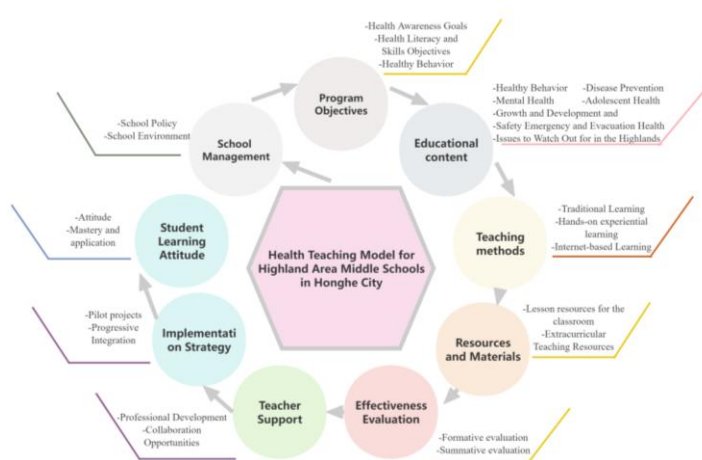 -Health Awareness Goals
-Health Literacy and
Skills Objectives
-Healthy Behavior
Program
Objectives
-Healthy Behavior -Disease Prevention
-Mental Health -Adolescent Health
-Growth and Development and
-Safety Emergency and Evacuation Health
-Issues to Watch Out for in the Highlands
Educational
content
-School Policy
-School Environment
School
Management
-Attitude
-Mastery and
application
Student
Learning
Attitude
Health Teaching Model for
Highland Area Middle Schools
in Honghe City
Teaching
methods
-Traditional Learning
-Hands-on experiential
learning
-Internet-based Learning
-Pilot projects
-Progressive
Integration
Implementati
on Strategy
Resources
and Materials
-Lesson resources for the
classroom
-Extracurricular
Teaching Resources
-Professional Development
-Collaboration
Opportunities
Teacher
Support
Effectiveness
Evaluation
-Formative evaluation
-Summative evaluation